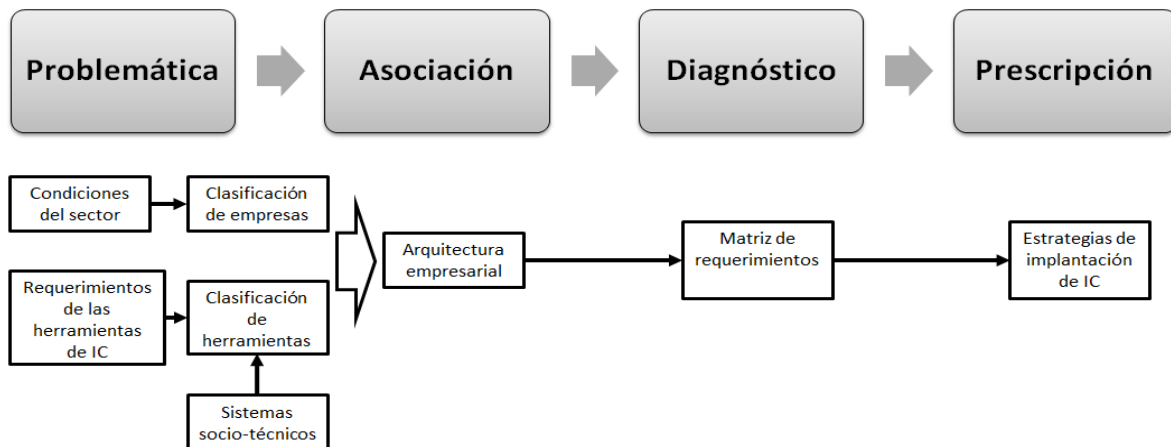 Problemática
Asociación
Diagnóstico
Prescripción
Condiciones
del sector
Clasificación
de empresas
Arquitectura
empresarial
Matriz de
requerimientos
Estrategias de
implantación
de IC
Requerimientos
de las
herramientas
de IC
Clasificación
de
herramientas
Sistemas
socio-técnicos